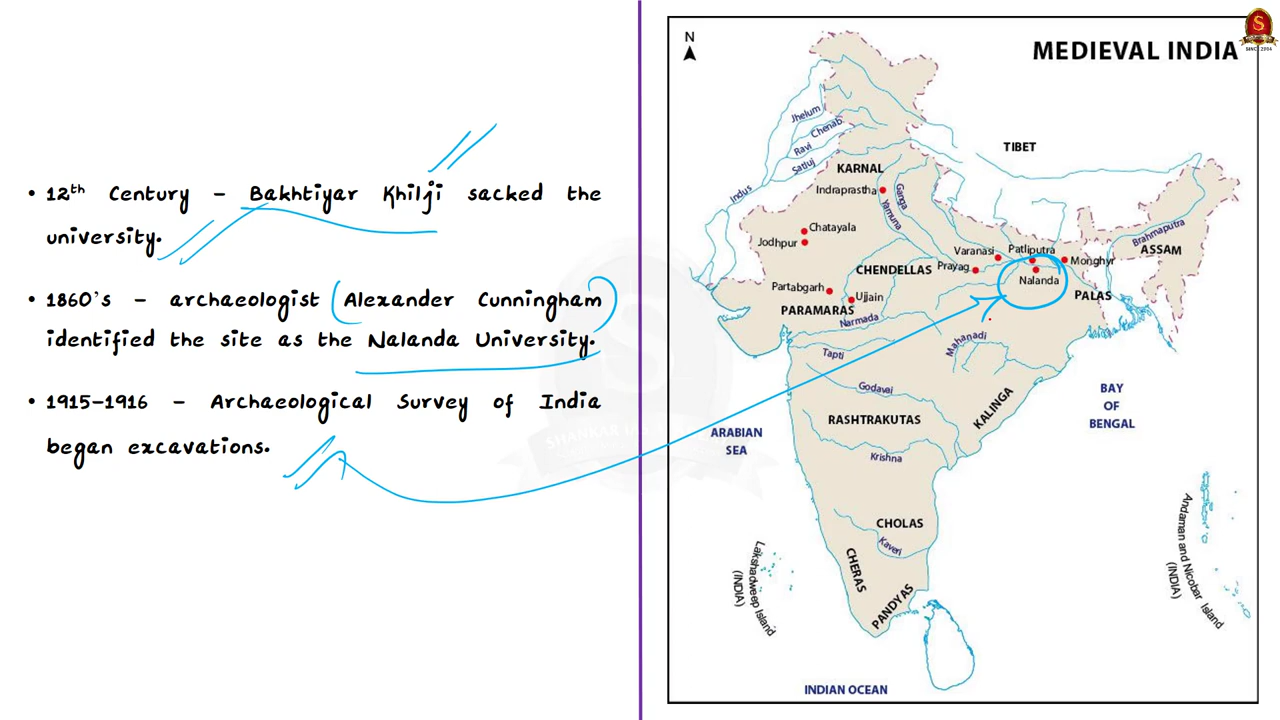 • 12th Century – Bakhtiyar Khilji sacked the
university.
• 1860's – archaeologist Alexander Cunningham
identified the site as the Nalanda University.
• 1915-1916 – Archaeological Survey of India
began excavations.
S
SINCE 2004
N
MEDIEVAL INDIA
Jhelum
Chenab
Ravi
Satluj
Indus
TIBET
KARNAL
Indraprastha
Ganga
Yamuna
Chatayala
Jodhpur
Varanasi
Patliputra
Brahmaputra
ASSAM
Prayag
Monghyr
CHENDELLAS
Nalanda
Partabgarh
Ujjain
PALAS
PARAMARAS
Narmada
Tapti
Mahanadi
Godavai
KALINGA
BAY
OF
BENGAL
RASHTRAKUTAS
ARABIAN
SEA
Krishna
CHOLAS
Kaveri
CHERAS
PANDYAS
Lakshadweep Island
(INDIA)
Andaman and Nicobar Island
(INDIA)
INDIAN OCEAN